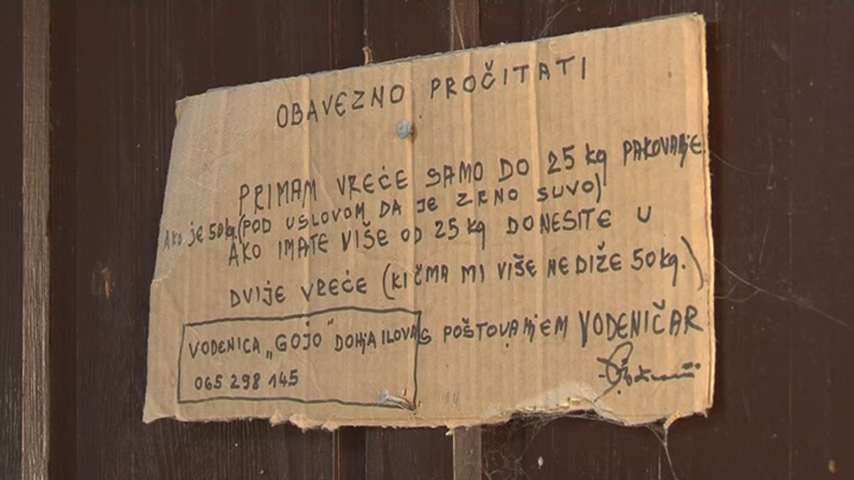 OBAVEZNO PROČITATI
PRIMAM VREĆE SAMO DO 25 kg PAKOVANJE
AKO JE 50 kg (POD USLOVOM DA JE ZRNO SUVO)
AKO IMATE VIŠE OD 25 kg DONESITE U
DVIJE VREĆE (KIČMA MI VIŠE NE DIŽE 50 kg.)
S POŠTOVANJEM VODENIČAR
VODENICA „GOJO" DONJA ILOVA
065 298 145